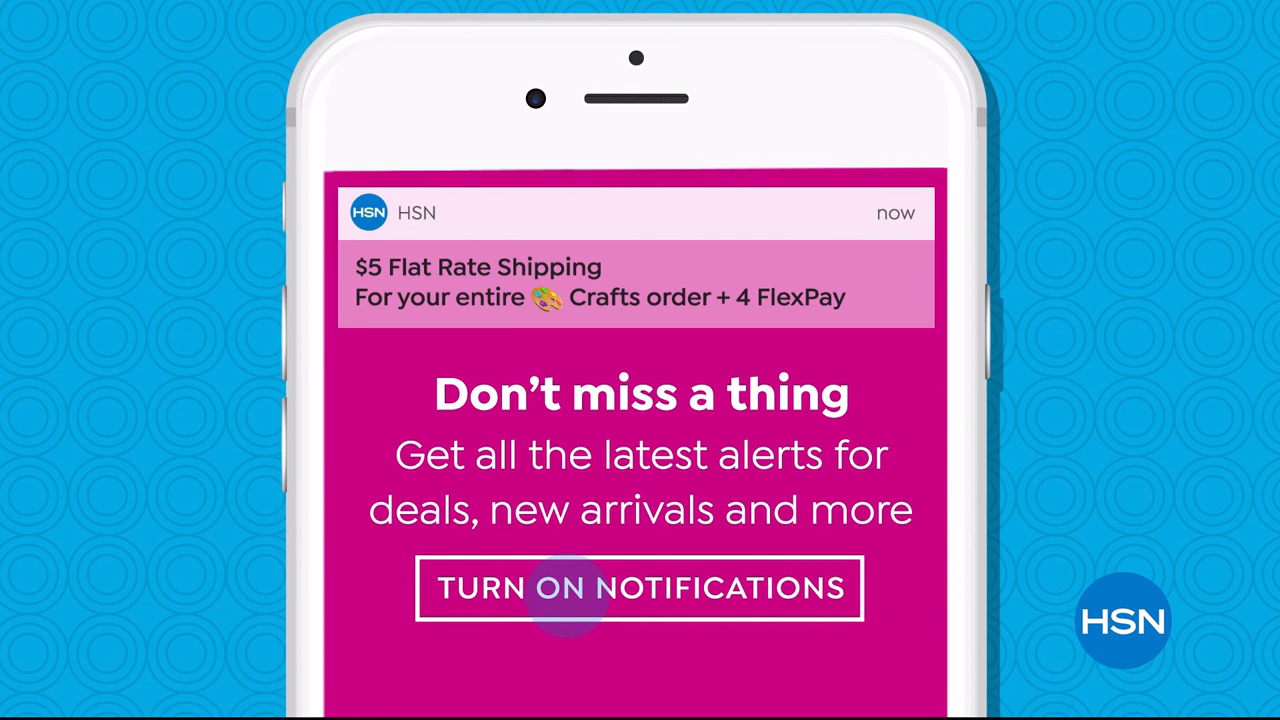 HSN HSN now
$5 Flat Rate Shipping
For your entire 🎨 Crafts order + 4 FlexPay
Don’t miss a thing
Get all the latest alerts for
deals, new arrivals and more
TURN ON NOTIFICATIONS
HSN